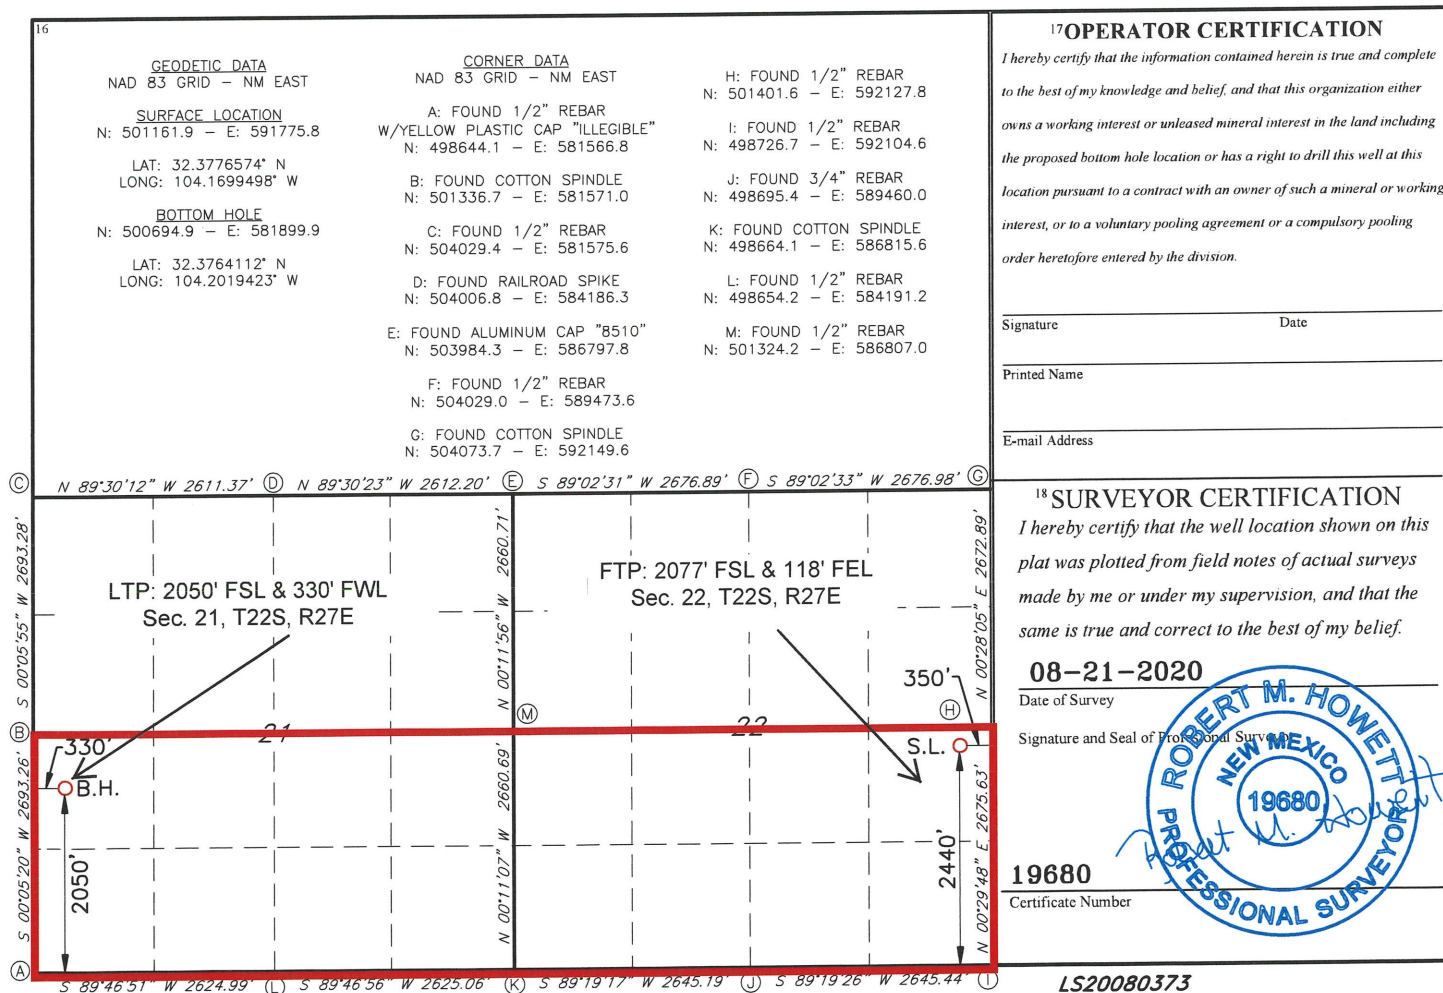 16
GEODETIC DATA
NAD 83 GRID – NM EAST
SURFACE LOCATION
N: 501161.9 – E: 591775.8
LAT: 32.3776574° N
LONG: 104.1699498° W
BOTTOM HOLE
N: 500694.9 – E: 581899.9
LAT: 32.3764112° N
LONG: 104.2019423° W
CORNER DATA
NAD 83 GRID – NM EAST
A: FOUND 1/2" REBAR
W/YELLOW PLASTIC CAP "ILLEGIBLE"
N: 498644.1 – E: 581566.8
B: FOUND COTTON SPINDLE
N: 501336.7 – E: 581571.0
C: FOUND 1/2" REBAR
N: 504029.4 – E: 581575.6
D: FOUND RAILROAD SPIKE
N: 504006.8 – E: 584186.3
E: FOUND ALUMINUM CAP "8510"
N: 503984.3 – E: 586797.8
F: FOUND 1/2" REBAR
N: 504029.0 – E: 589473.6
G: FOUND COTTON SPINDLE
N: 504073.7 – E: 592149.6
H: FOUND 1/2" REBAR
N: 501401.6 – E: 592127.8
I: FOUND 1/2" REBAR
N: 498726.7 – E: 592104.6
J: FOUND 3/4" REBAR
N: 498695.4 – E: 589460.0
K: FOUND COTTON SPINDLE
N: 498664.1 – E: 586815.6
L: FOUND 1/2" REBAR
N: 498654.2 – E: 584191.2
M: FOUND 1/2" REBAR
N: 501324.2 – E: 586807.0
C N 89°30'12" W 2611.37' D N 89°30'23" W 2612.20' E S 89°02'31" W 2676.89' F S 89°02'33" W 2676.98' G
S 00°05'55" W 2693.28'
N 00°11'56" W 2660.71'
N 00°28'05" E 2672.89'
LTP: 2050' FSL & 330' FWL
Sec. 21, T22S, R27E
FTP: 2077' FSL & 118' FEL
Sec. 22, T22S, R27E
350'
B
M
H
21
22
330'
B.H.
S.L.
2050'
2440'
S 00°05'20" W 2693.26'
N 00°11'07" W 2660.69'
N 00°29'48" E 2675.63'
A S 89°46'51" W 2624.99' L S 89°46'56" W 2625.06' K S 89°19'17" W 2645.19' J S 89°19'26" W 2645.44' I
17 OPERATOR CERTIFICATION
I hereby certify that the information contained herein is true and complete
to the best of my knowledge and belief, and that this organization either
owns a working interest or unleased mineral interest in the land including
the proposed bottom hole location or has a right to drill this well at this
location pursuant to a contract with an owner of such a mineral or working
interest, or to a voluntary pooling agreement or a compulsory pooling
order heretofore entered by the division.
Signature Date
Printed Name
E-mail Address
18 SURVEYOR CERTIFICATION
I hereby certify that the well location shown on this
plat was plotted from field notes of actual surveys
made by me or under my supervision, and that the
same is true and correct to the best of my belief.
08-21-2020
Date of Survey
Signature and Seal of Professional Surveyor
ROBERT M. HOWETT
NEW MEXICO
19680
PROFESSIONAL SURVEYOR
Robert M. Howett
19680
Certificate Number
LS20080373